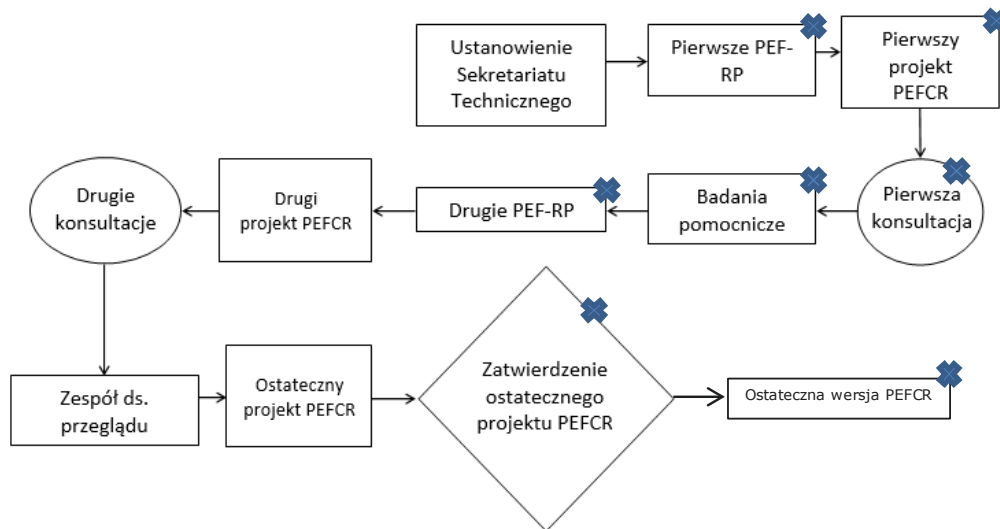 Ustanowienie
Sekretariatu
Technicznego
Pierwsze PEF-
RP
Pierwszy
projekt
PEFCR
Pierwsza
konsultacja
Badania
pomocnicze
Drugie PEF-RP
Drugi
projekt PEFCR
Drugie
konsultacje
Zespół ds.
przeglądu
Ostateczny
projekt PEFCR
Zatwierdzenie
ostatecznego
projektu PEFCR
Ostateczna wersja PEFCR